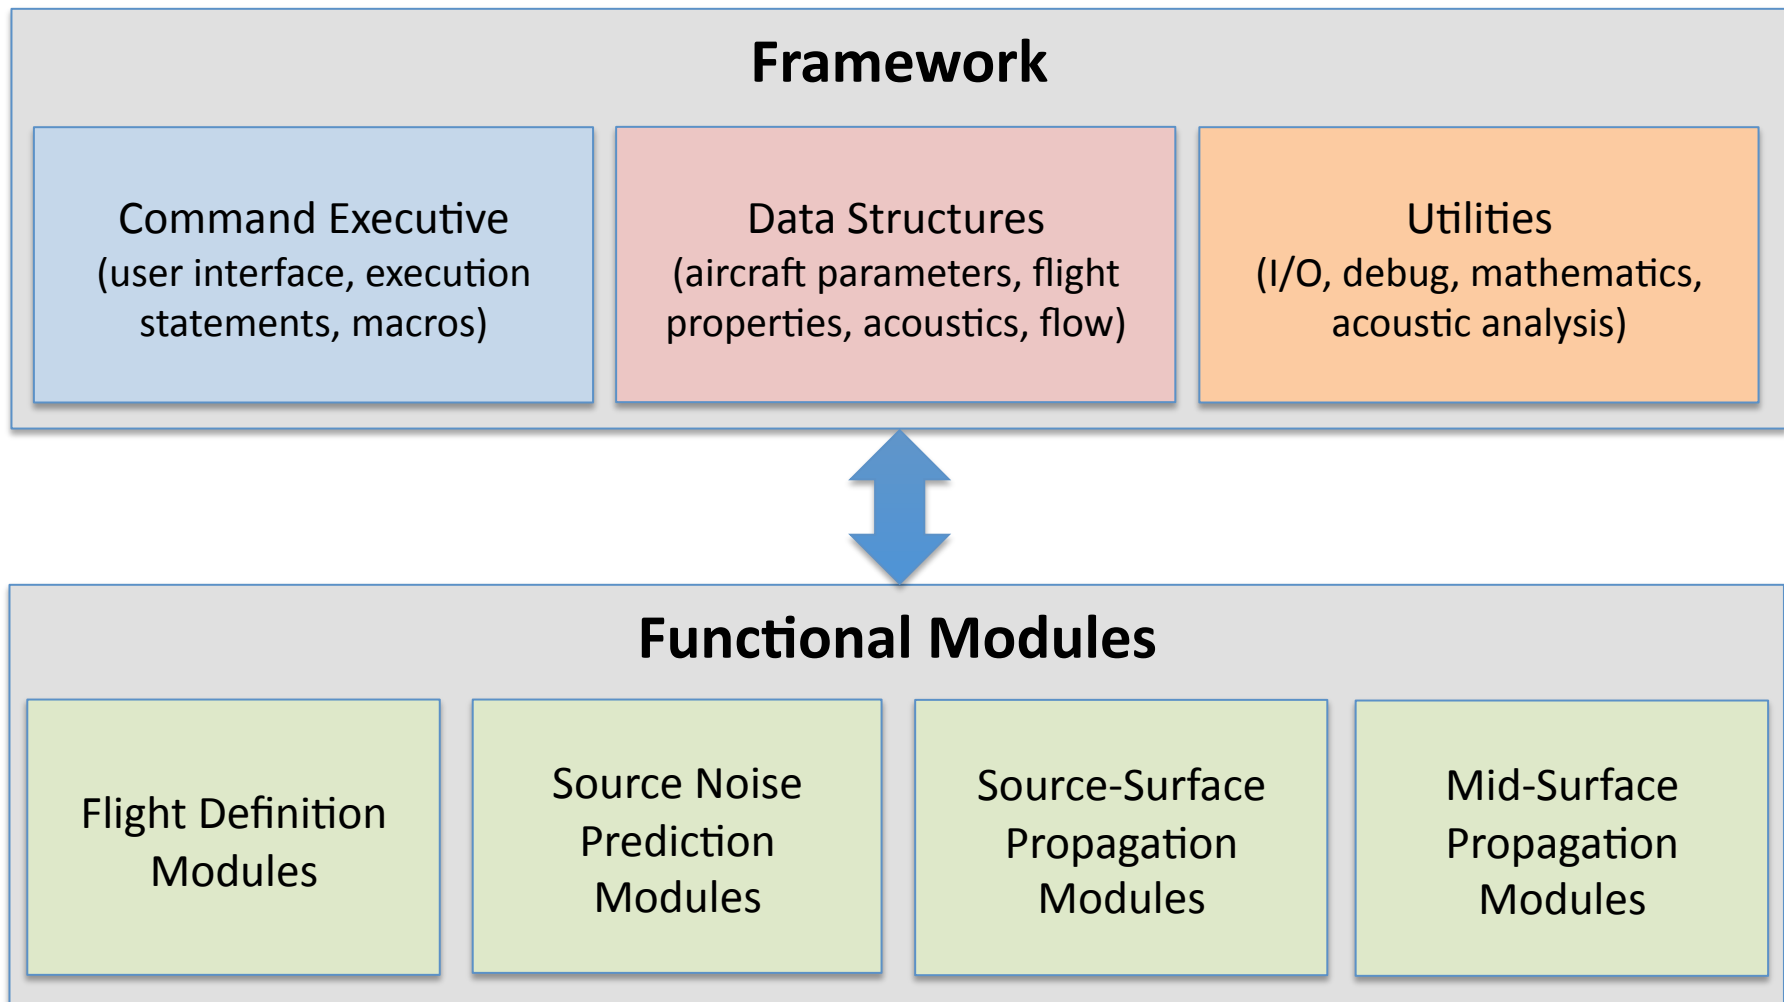 Framework
Command Executive
(user interface, execution
statements, macros)
Data Structures
(aircraft parameters, flight
properties, acoustics, flow)
Utilities
(I/O, debug, mathematics,
acoustic analysis)
Functional Modules
Flight Definition
Modules
Source Noise
Prediction
Modules
Source-Surface
Propagation
Modules
Mid-Surface
Propagation
Modules